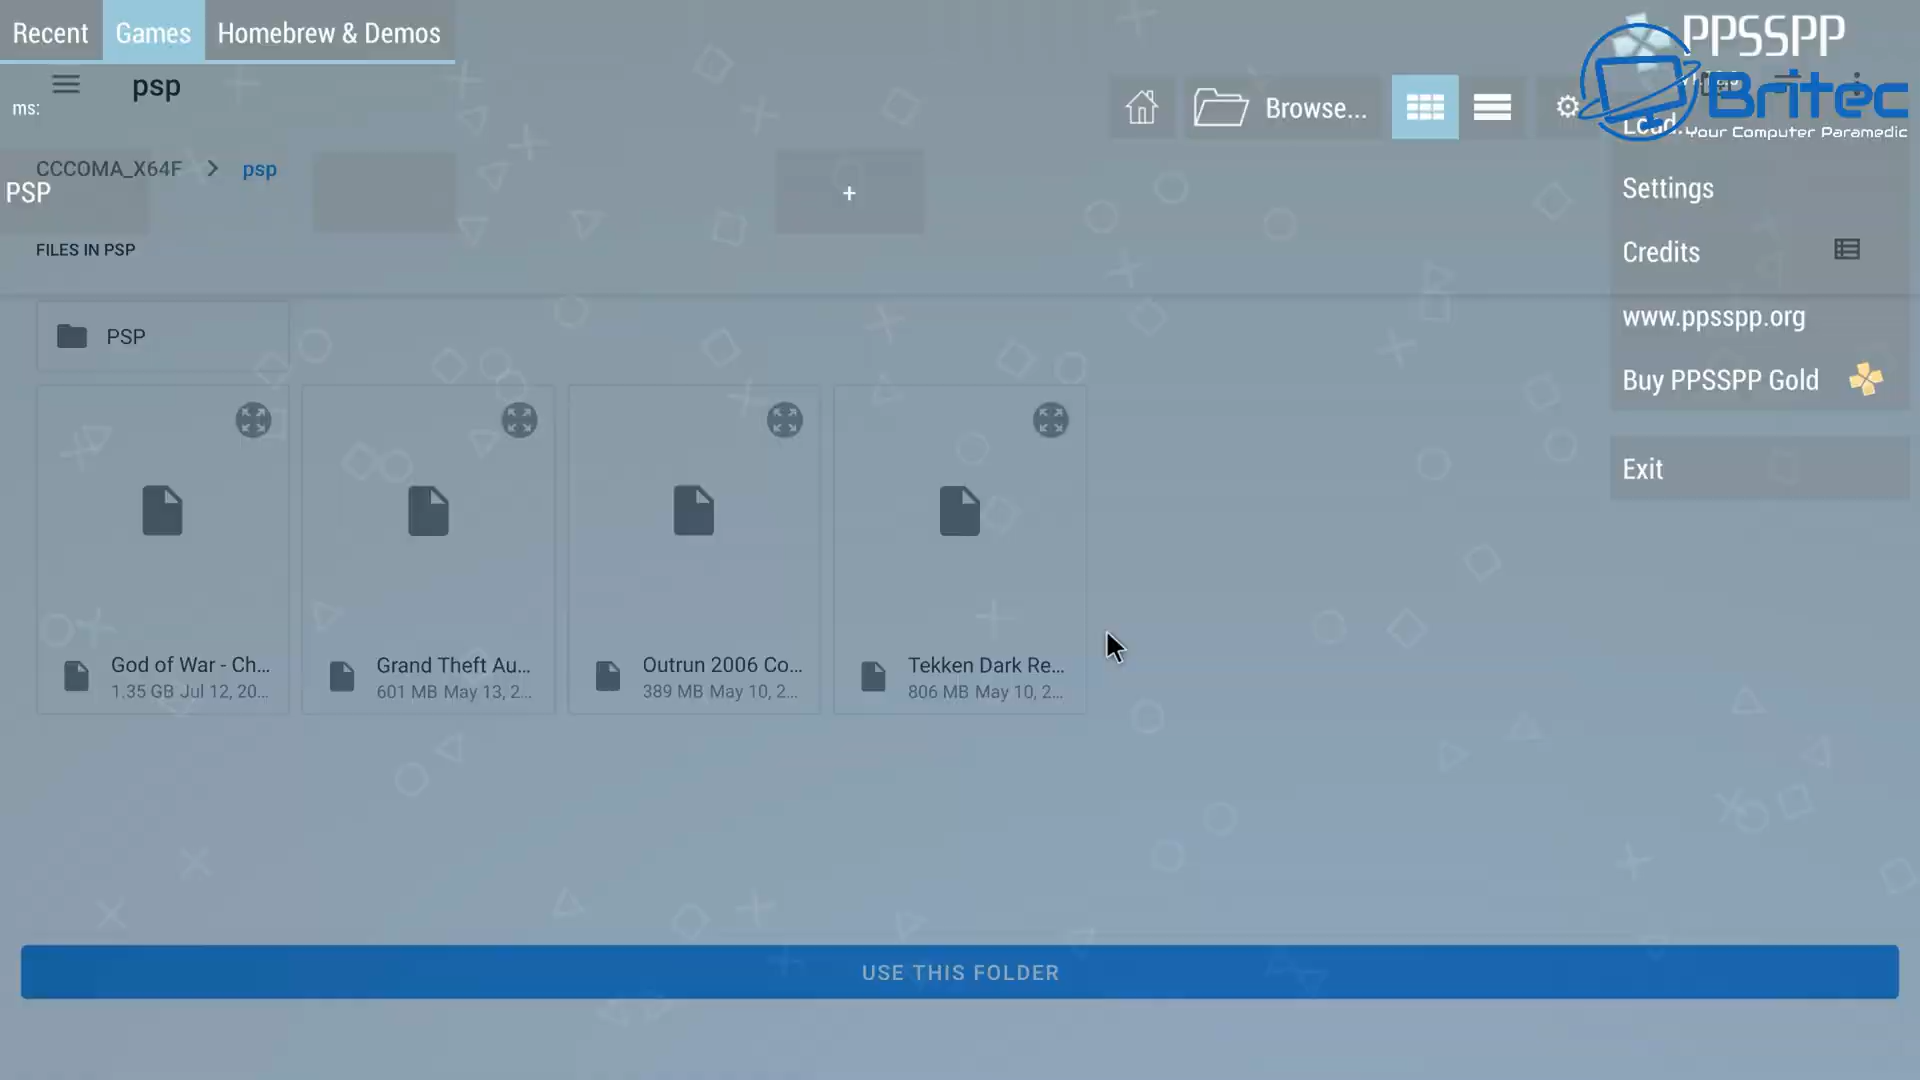 Recent Games Homebrew & Demos
PPSSPP
psp
ms:
Browse...
Britec
Load...
Your Computer Paramedic
CCCOMA_X64F > psp
PSP
+
Settings
FILES IN PSP
Credits
www.ppsspp.org
PSP
Buy PPSSPP Gold
Exit
God of War - Ch...
1.35 GB Jul 12, 20...
Grand Theft Au...
601 MB May 13, 2...
Outrun 2006 Co...
389 MB May 10, 2...
Tekken Dark Re...
806 MB May 10, 2...
USE THIS FOLDER